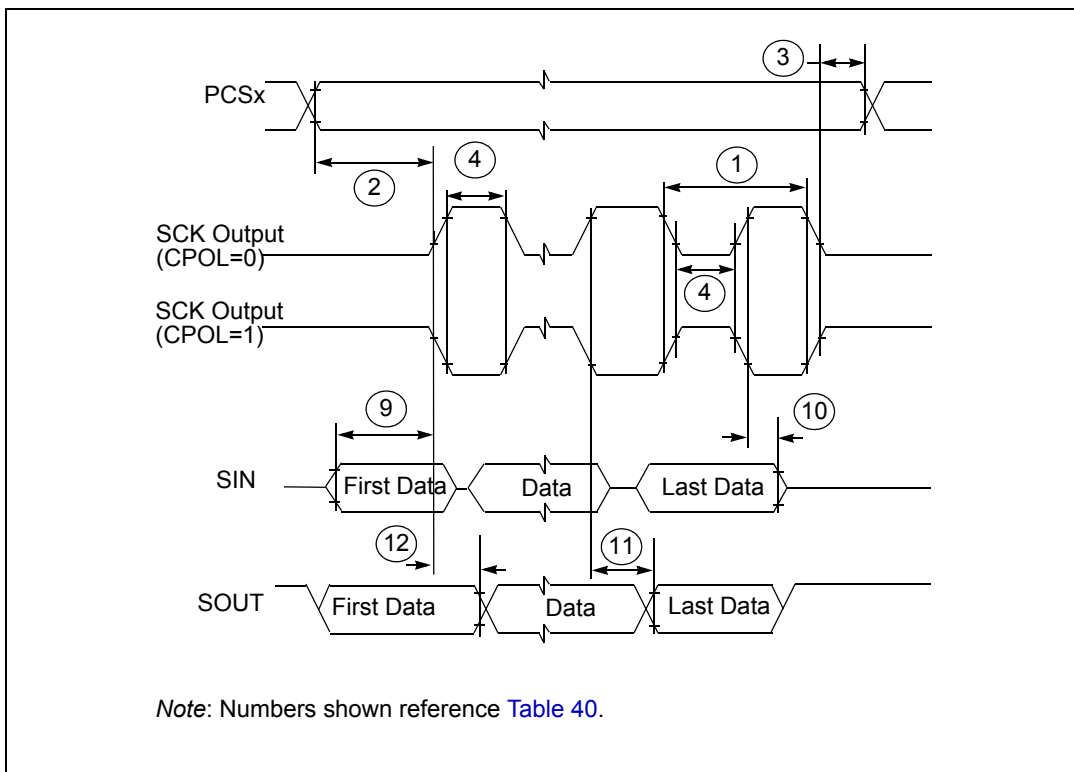 3
PCSx
2
4
1
SCK Output
(CPOL=0)
4
SCK Output
(CPOL=1)
9
10
SIN
First Data
Data
Last Data
12
11
SOUT
First Data
Data
Last Data
Note: Numbers shown reference Table 40.